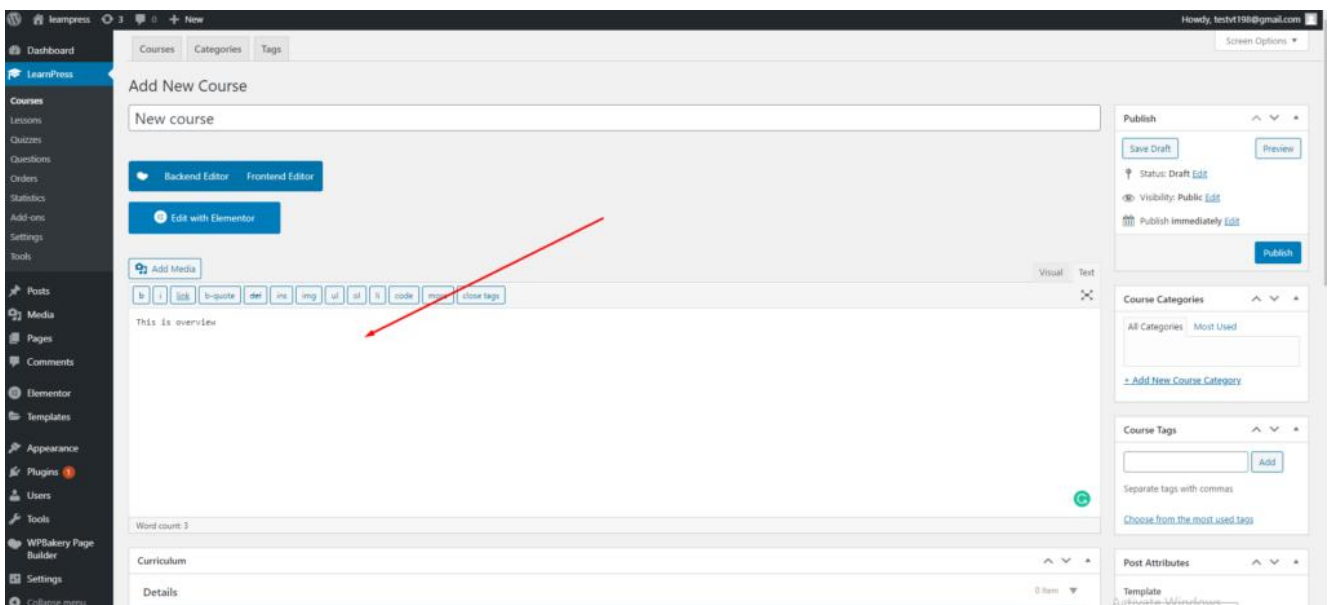 learnpress 3 0 + New
Howdy, testvt198@gmail.com
Dashboard
LearnPress
Courses
Lessons
Quizzes
Questions
Orders
Statistics
Add-ons
Settings
Tools
Posts
Media
Pages
Comments
Elementor
Templates
Appearance
Plugins 1
Users
Tools
WPBakery Page
Builder
Settings
Collapse menu
Courses Categories Tags
Screen Options
Add New Course
New course
Backend Editor Frontend Editor
Edit with Elementor
Add Media
Visual Text
b i link b-quote del ins img ul ol li code more close tags
This is overview
Word count: 3
Curriculum
Details
0 Item
Publish
Save Draft Preview
Status: Draft Edit
Visibility: Public Edit
Publish immediately Edit
Publish
Course Categories
All Categories Most Used
+ Add New Course Category
Course Tags
Add
Separate tags with commas
Choose from the most used tags
Post Attributes
Template
Activate Windows